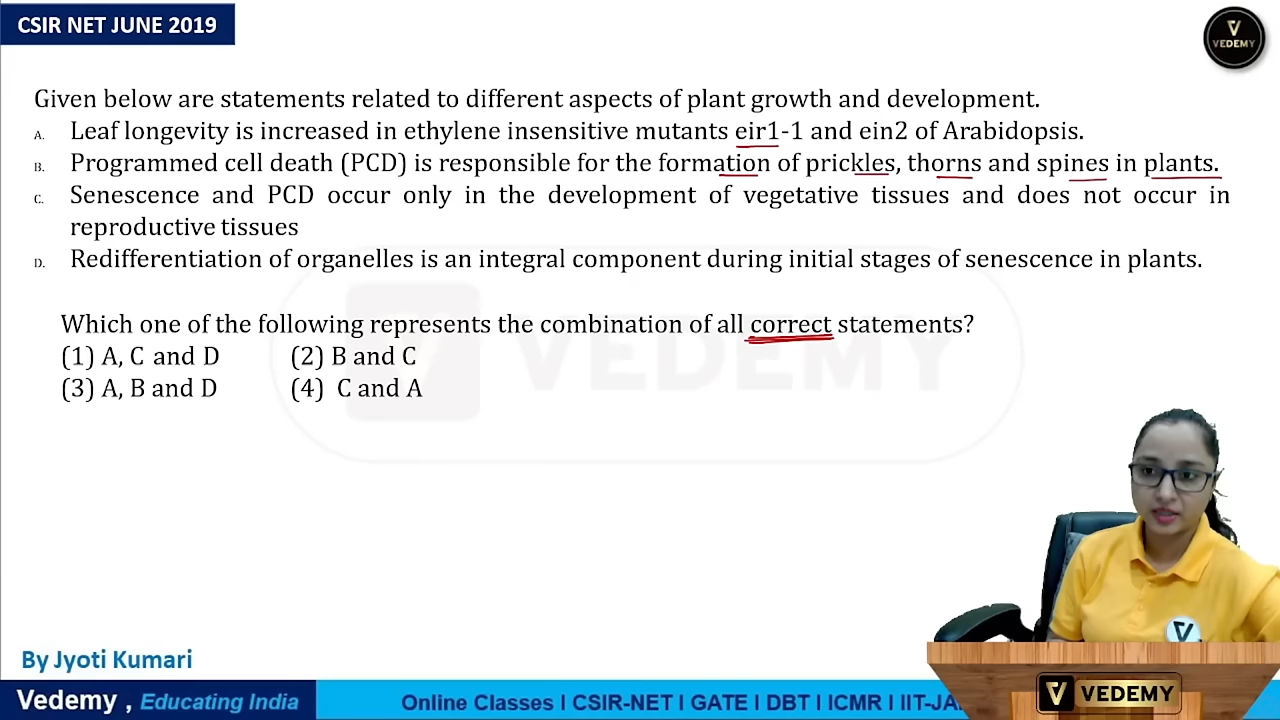 CSIR NET JUNE 2019
V
VEDEMY
Given below are statements related to different aspects of plant growth and development.
A. Leaf longevity is increased in ethylene insensitive mutants eir1-1 and ein2 of Arabidopsis.
B. Programmed cell death (PCD) is responsible for the formation of prickles, thorns and spines in plants.
C. Senescence and PCD occur only in the development of vegetative tissues and does not occur in
reproductive tissues
D. Redifferentiation of organelles is an integral component during initial stages of senescence in plants.
VEDEMY
Which one of the following represents the combination of all correct statements?
(1) A, C and D (2) B and C
(3) A, B and D (4) C and A
By Jyoti Kumari
Vedemy , Educating India
Online Classes I CSIR-NET I GATE I DBT I ICMR I IIT-JA
V VEDEMY